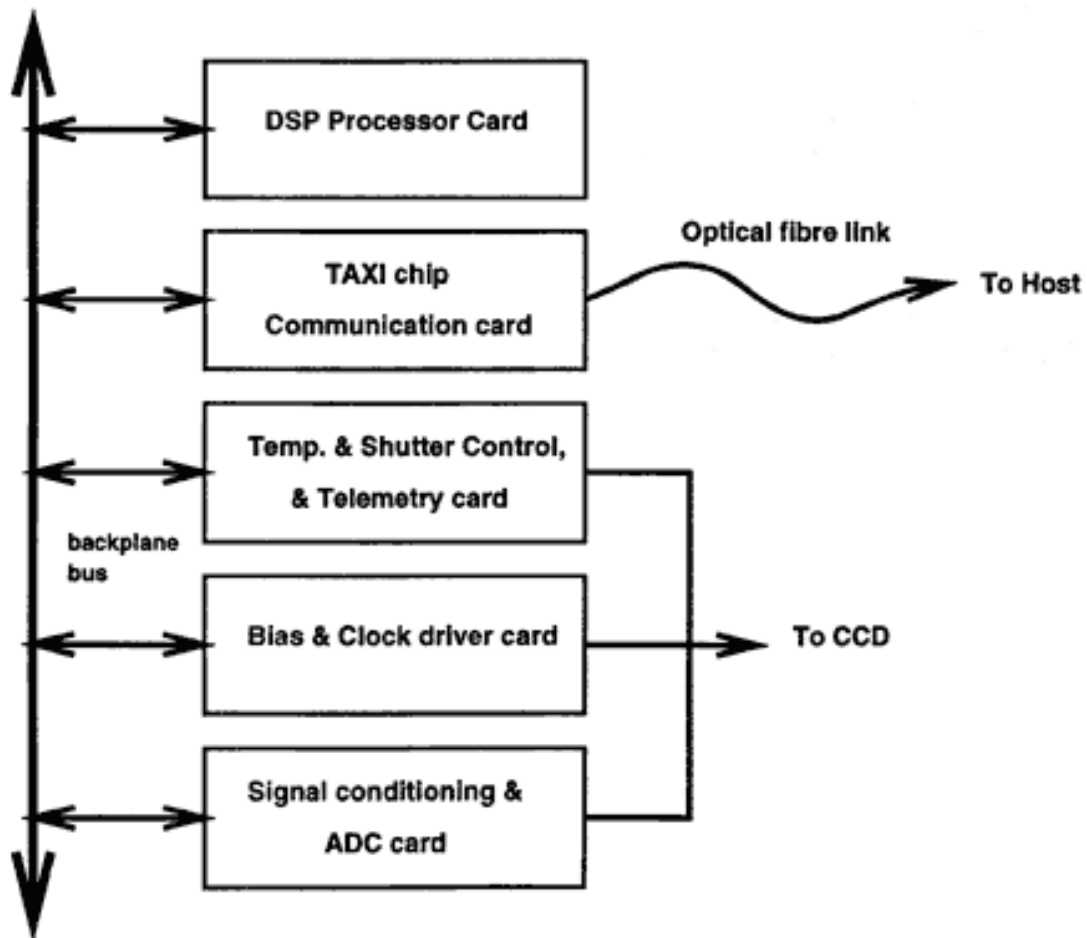 DSP Processor Card
Optical fibre link
TAXI chip
To Host
Communication card
Temp. & Shutter Control,
& Telemetry card
backplane
bus
Bias & Clock driver card
To CCD
Signal conditioning &
ADC card